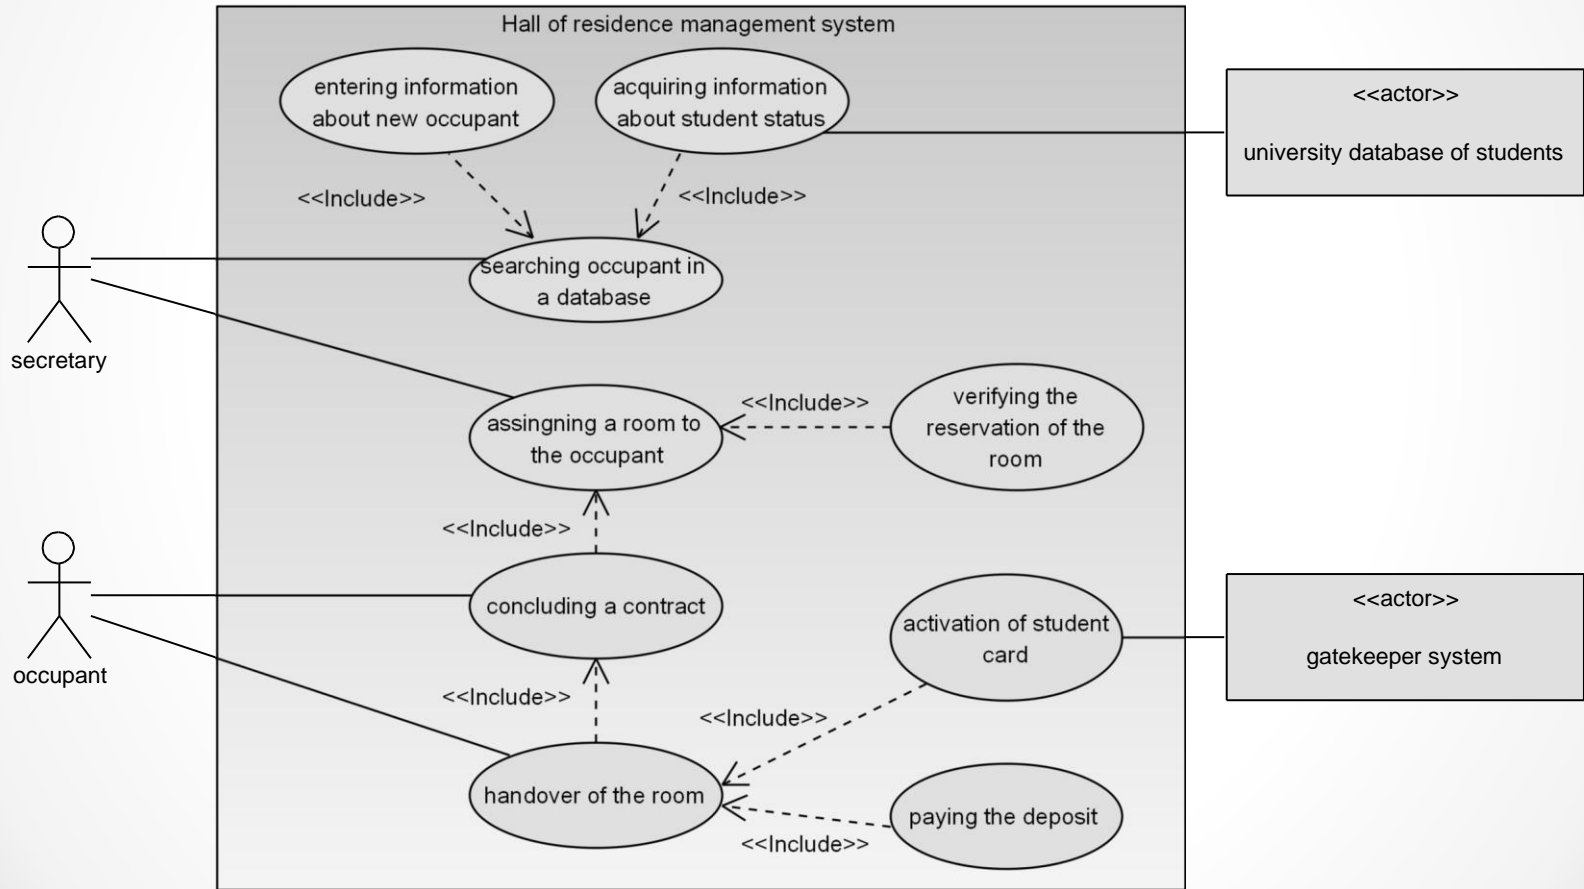 Hall of residence management system
entering information
about new occupant
acquiring information
about student status
<<actor>>
university database of students
<<Include>>
<<Include>>
searching occupant in
a database
secretary
assingning a room to
the occupant
<<Include>>
verifying the
reservation of the
room
<<Include>>
concluding a contract
activation of student
card
<<actor>>
gatekeeper system
occupant
<<Include>>
<<Include>>
handover of the room
paying the deposit
<<Include>>